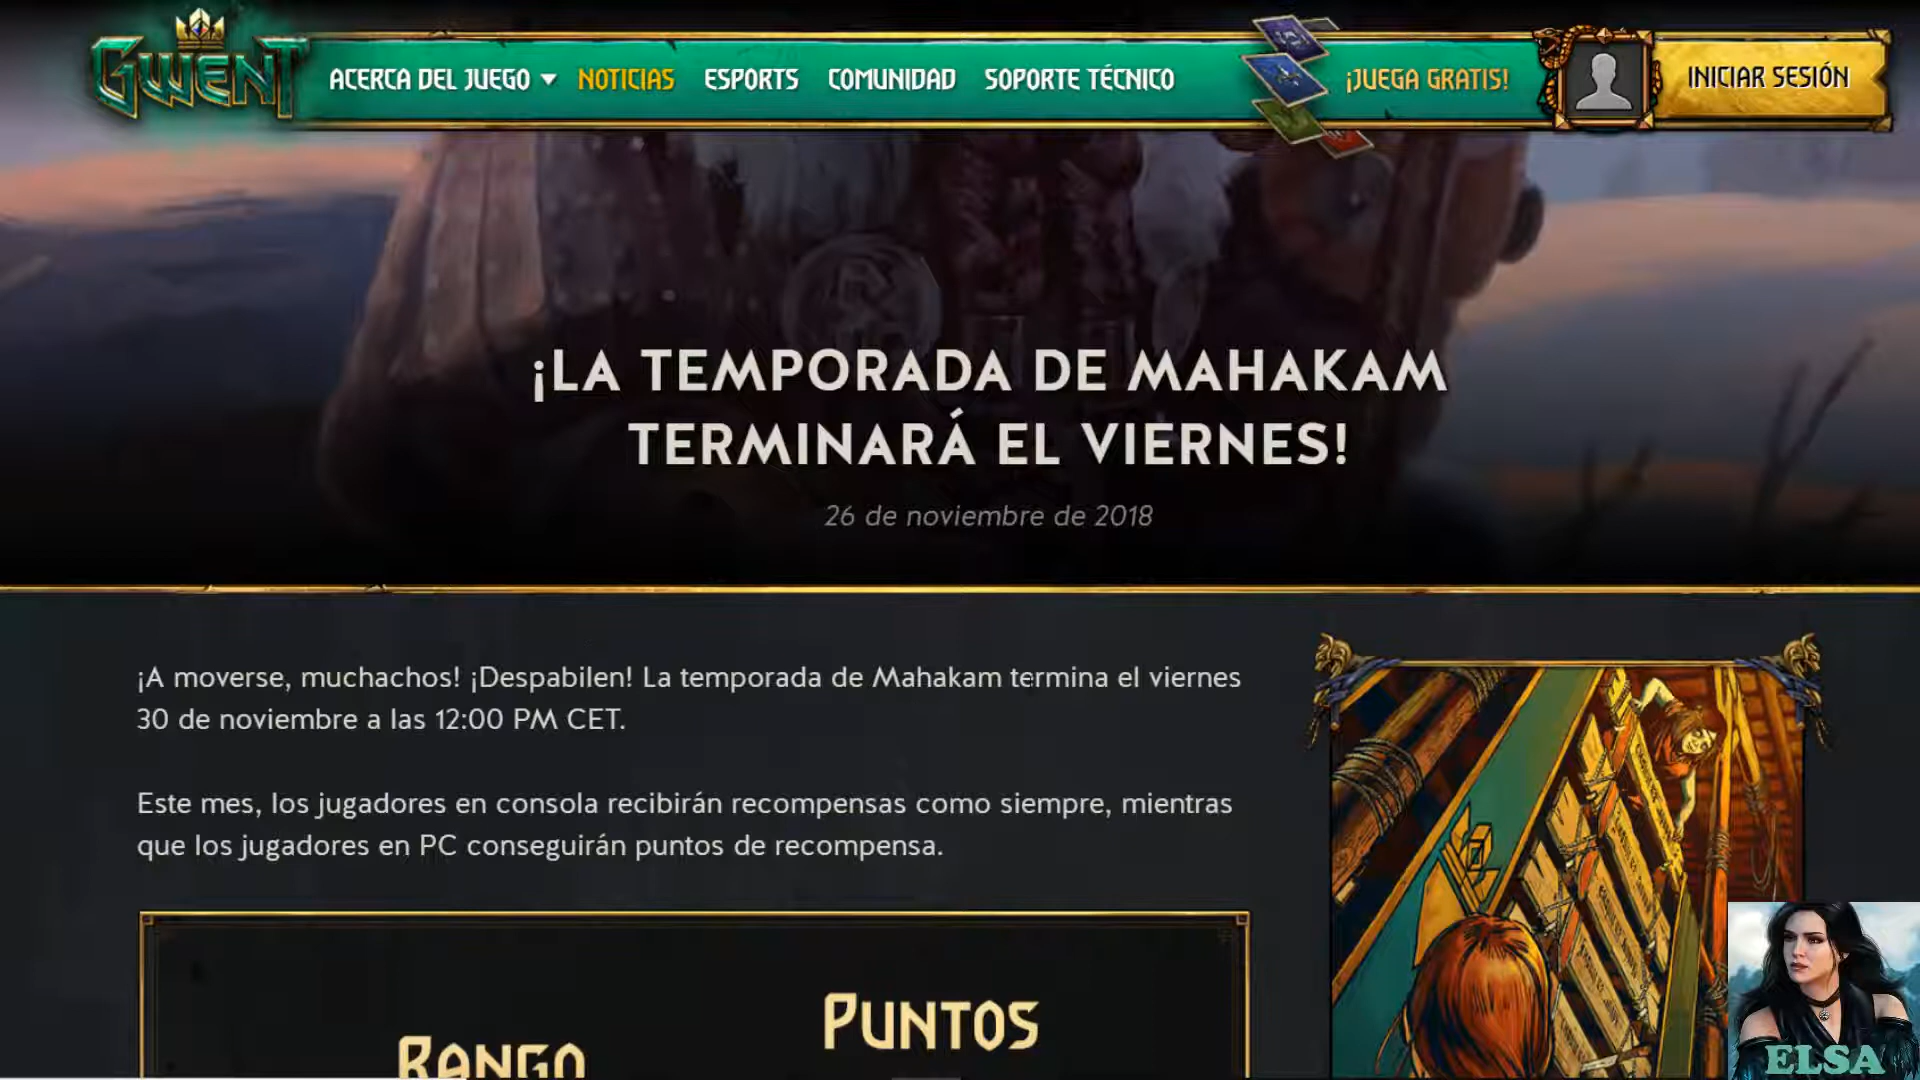 GWENT
ACERCA DEL JUEGO NOTICIAS ESPORTS COMUNIDAD SOPORTE TÉCNICO ¡JUEGA GRATIS! INICIAR SESIÓN
¡LA TEMPORADA DE MAHAKAM
TERMINARÁ EL VIERNES!
26 de noviembre de 2018
¡A moverse, muchachos! ¡Despabilen! La temporada de Mahakam termina el viernes
30 de noviembre a las 12:00 PM CET.
Este mes, los jugadores en consola recibirán recompensas como siempre, mientras
que los jugadores en PC conseguirán puntos de recompensa.
PUNTOS
RANGO
ELSA